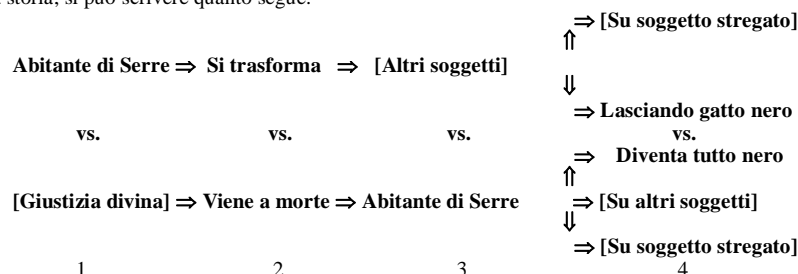 storia, si può scrivere quanto segue:
⇒ [Su soggetto stregato]
⇑
Abitante di Serre ⇒ Si trasforma ⇒ [Altri soggetti]
⇓
⇒ Lasciando gatto nero
vs. vs. vs. vs.
⇒ Diventa tutto nero
⇑
[Giustizia divina] ⇒ Viene a morte ⇒ Abitante di Serre ⇒ [Su altri soggetti]
⇓
⇒ [Su soggetto stregato]
1 2 3 4